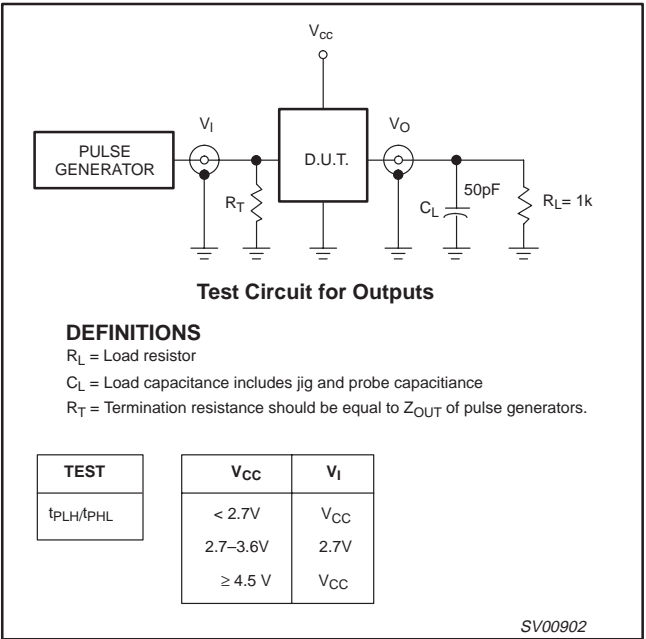 Vcc
VI
VO
PULSE
GENERATOR
D.U.T.
RT
50pF
CL
RL= 1k
Test Circuit for Outputs
DEFINITIONS
RL = Load resistor
CL = Load capacitance includes jig and probe capacitiance
RT = Termination resistance should be equal to ZOUT of pulse generators.
TEST
tPLH/tPHL
VCC VI
< 2.7V VCC
2.7–3.6V 2.7V
≥ 4.5 V VCC
SV00902